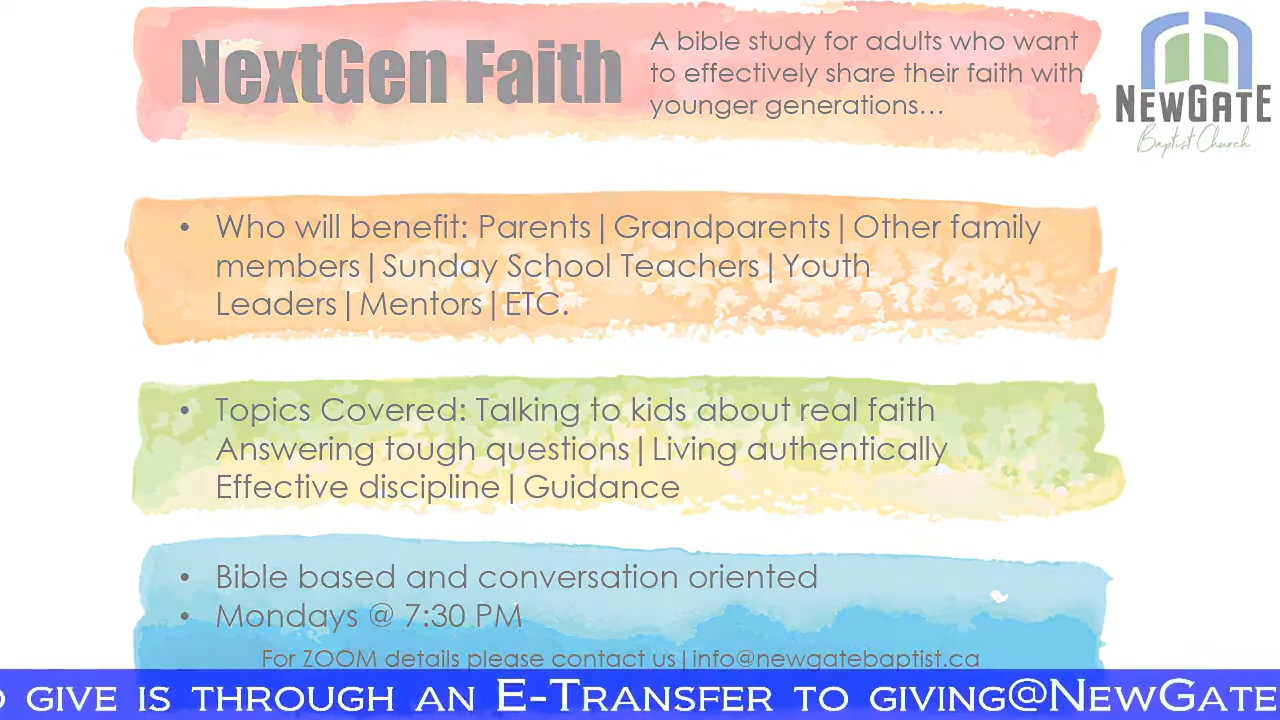 NextGen Faith
A bible study for adults who want
to effectively share their faith with
younger generations...
NEWGATE
Baptist Church
• Who will benefit: Parents|Grandparents|Other family
members|Sunday School Teachers|Youth
Leaders|Mentors|ETC.
• Topics Covered: Talking to kids about real faith
Answering tough questions|Living authentically
Effective discipline|Guidance
• Bible based and conversation oriented
• Mondays @ 7:30 PM
For ZOOM details please contact us|info@newgatebaptist.ca
GIVE IS THROUGH AN E-TRANSFER TO GIVING@NEWGATE